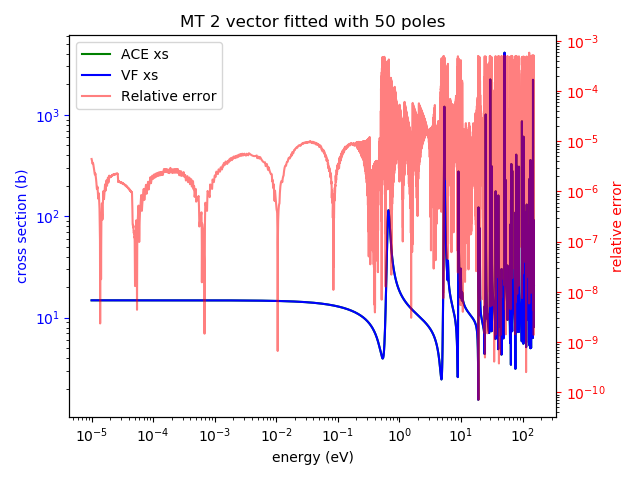 MT 2 vector fitted with 50 poles
ACE xs
VF xs
Relative error
cross section (b)
10³
10²
10¹
relative error
10⁻³
10⁻⁴
10⁻⁵
10⁻⁶
10⁻⁷
10⁻⁸
10⁻⁹
10⁻¹⁰
10⁻⁵ 10⁻⁴ 10⁻³ 10⁻² 10⁻¹ 10⁰ 10¹ 10²
energy (eV)